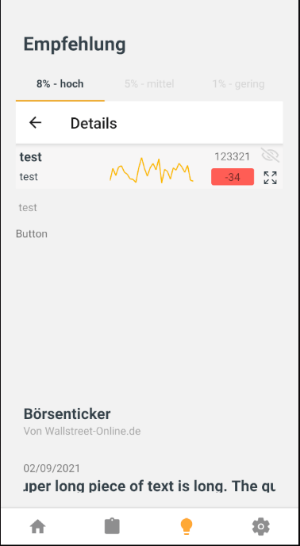 Empfehlung
8% - hoch 5% - mittel 1% - gering
Details
test 123321
test -34
test
Button
Börsenticker
Von Wallstreet-Online.de
02/09/2021
uper long piece of text is long. The qu